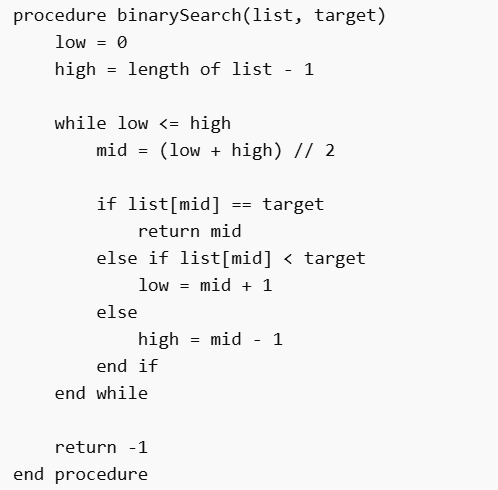 procedure binarySearch(list, target)
    low = 0
    high = length of list - 1

    while low <= high
        mid = (low + high) // 2

        if list[mid] == target
            return mid
        else if list[mid] < target
            low = mid + 1
        else
            high = mid - 1
        end if
    end while

    return -1
end procedure